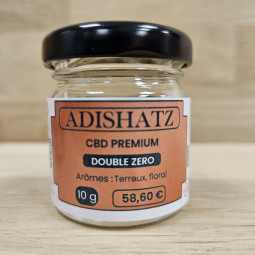 ADISHATZ
CBD PREMIUM
DOUBLE ZERO
Arômes : Terreux, floral
10 g
58,60 €